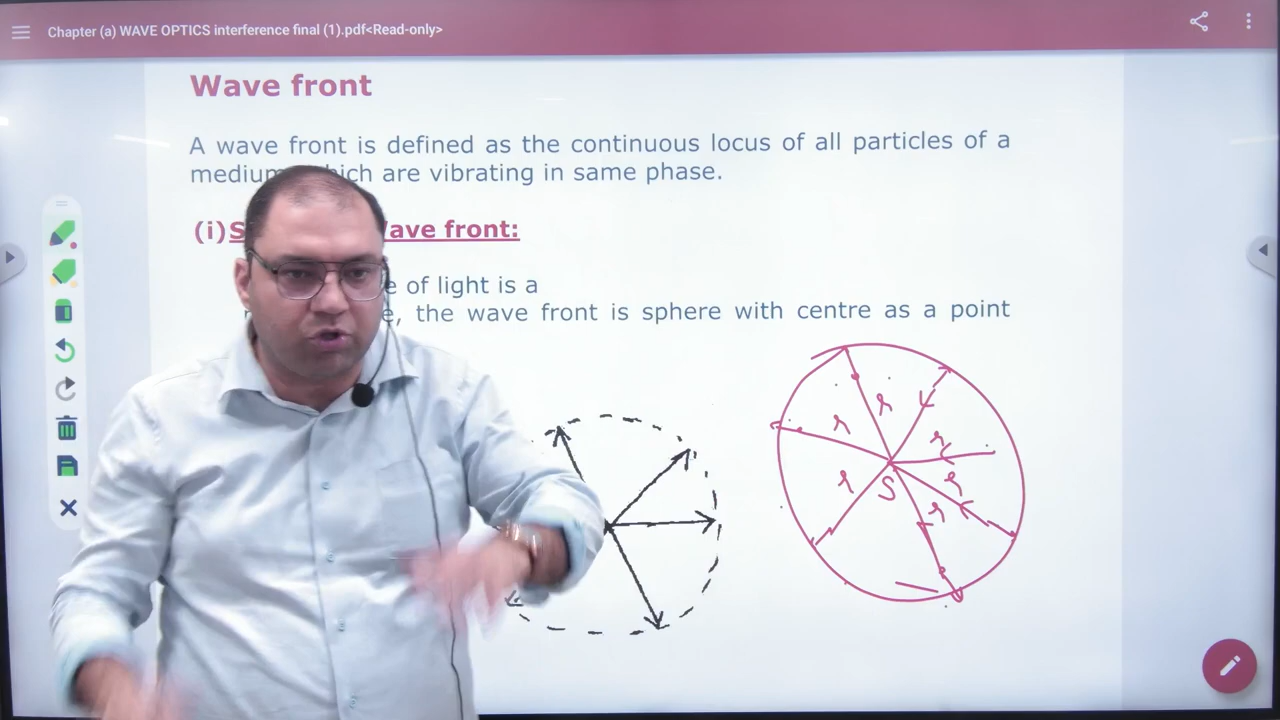 Chapter (a) WAVE OPTICS interference final (1).pdf<Read-only>
Wave front
A wave front is defined as the continuous locus of all particles of a
which are vibrating in same phase.
(i) Wave front:
of light is a
the wave front is sphere with centre as a point
r
r
r
r
r
r
S